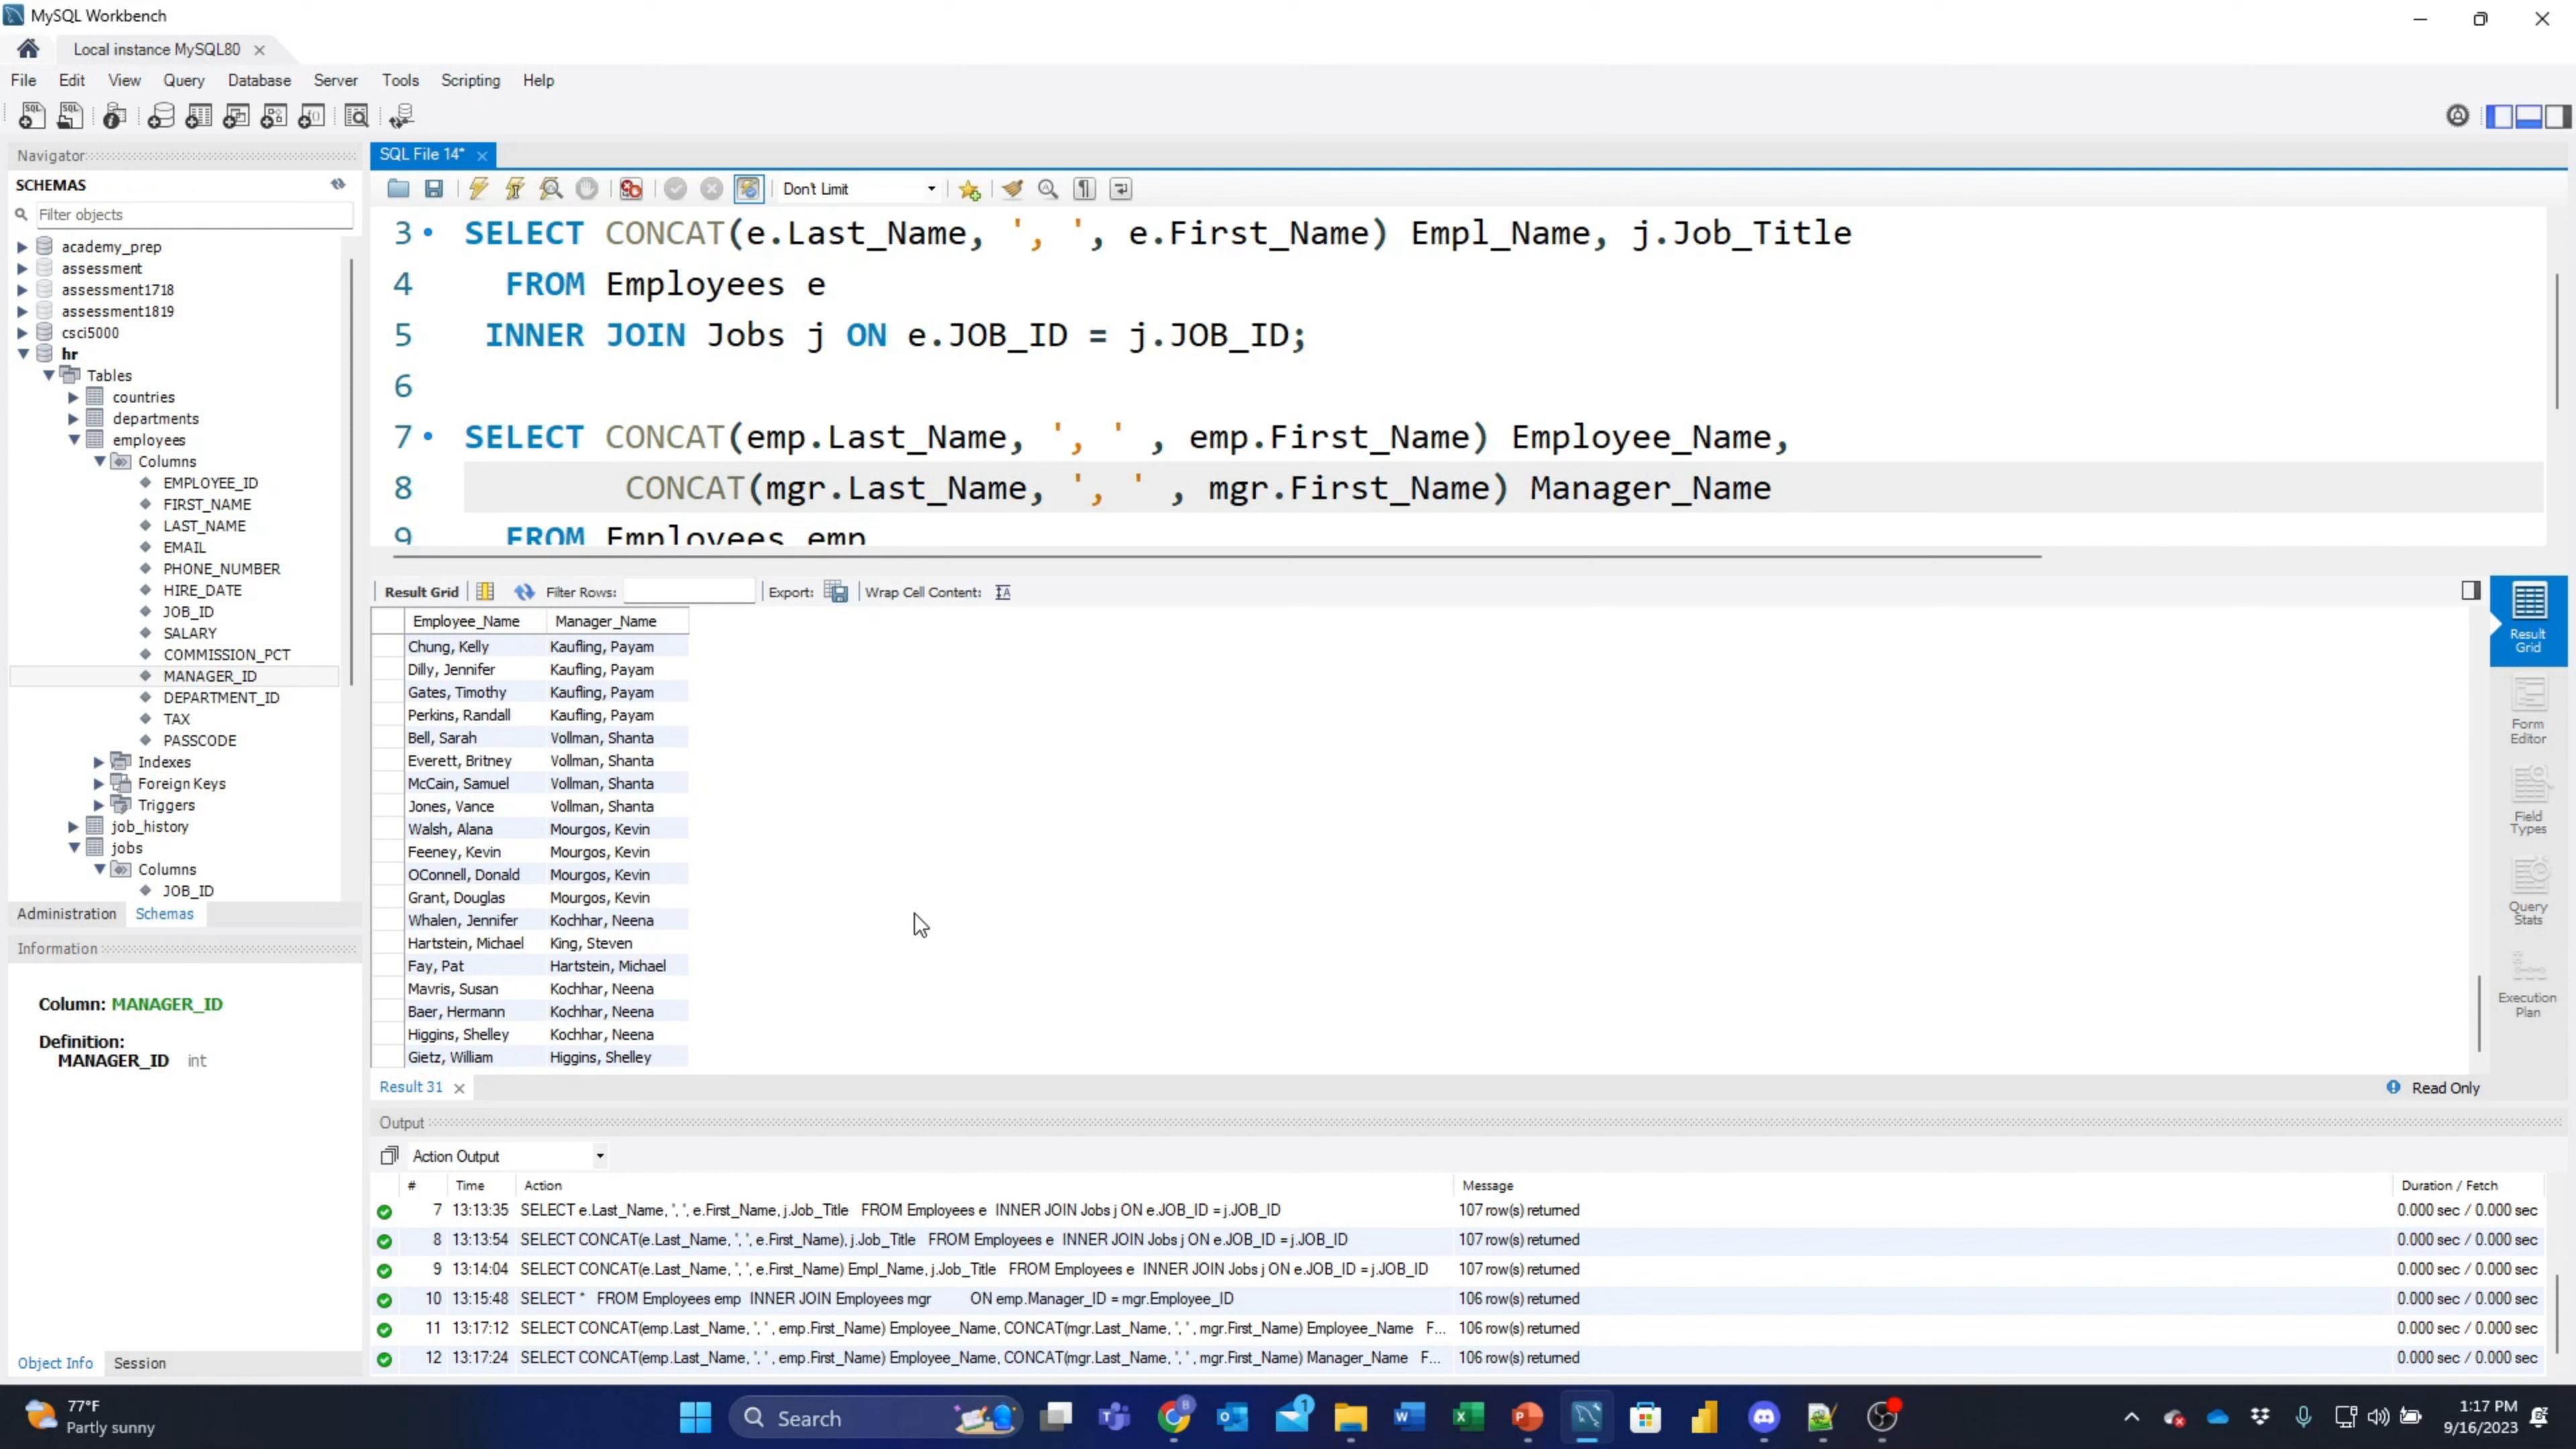 MySQL Workbench
Local instance MySQL80
File Edit View Query Database Server Tools Scripting Help
Navigator
SCHEMAS
Filter objects
academy_prep
assessment
assessment1718
assessment1819
csci5000
hr
Tables
countries
departments
employees
Columns
EMPLOYEE_ID
FIRST_NAME
LAST_NAME
EMAIL
PHONE_NUMBER
HIRE_DATE
JOB_ID
SALARY
COMMISSION_PCT
MANAGER_ID
DEPARTMENT_ID
TAX
PASSCODE
Indexes
Foreign Keys
Triggers
job_history
jobs
Columns
JOB_ID
Administration Schemas
Information
Column: MANAGER_ID
Definition:
MANAGER_ID int
Object Info Session
SQL File 14*
Don't Limit
3 SELECT CONCAT(e.Last_Name, ', ', e.First_Name) Empl_Name, j.Job_Title
4 FROM Employees e
5 INNER JOIN Jobs j ON e.JOB_ID = j.JOB_ID;
6
7 SELECT CONCAT(emp.Last_Name, ', ' , emp.First_Name) Employee_Name,
8 CONCAT(mgr.Last_Name, ', ' , mgr.First_Name) Manager_Name
9 FROM Employees emp
Result Grid Filter Rows: Export: Wrap Cell Content:
Employee_Name Manager_Name
Chung, Kelly Kaufling, Payam
Dilly, Jennifer Kaufling, Payam
Gates, Timothy Kaufling, Payam
Perkins, Randall Kaufling, Payam
Bell, Sarah Vollman, Shanta
Everett, Britney Vollman, Shanta
McCain, Samuel Vollman, Shanta
Jones, Vance Vollman, Shanta
Walsh, Alana Mourgos, Kevin
Feeney, Kevin Mourgos, Kevin
OConnell, Donald Mourgos, Kevin
Grant, Douglas Mourgos, Kevin
Whalen, Jennifer Kochhar, Neena
Hartstein, Michael King, Steven
Fay, Pat Hartstein, Michael
Mavris, Susan Kochhar, Neena
Baer, Hermann Kochhar, Neena
Higgins, Shelley Kochhar, Neena
Gietz, William Higgins, Shelley
Result Grid
Form Editor
Field Types
Query Stats
Execution Plan
Result 31
Read Only
Output
Action Output
# Time Action Message Duration / Fetch
7 13:13:35 SELECT e.Last_Name, ', ', e.First_Name, j.Job_Title FROM Employees e INNER JOIN Jobs j ON e.JOB_ID = j.JOB_ID 107 row(s) returned 0.000 sec / 0.000 sec
8 13:13:54 SELECT CONCAT(e.Last_Name, ', ', e.First_Name), j.Job_Title FROM Employees e INNER JOIN Jobs j ON e.JOB_ID = j.JOB_ID 107 row(s) returned 0.000 sec / 0.000 sec
9 13:14:04 SELECT CONCAT(e.Last_Name, ', ', e.First_Name) Empl_Name, j.Job_Title FROM Employees e INNER JOIN Jobs j ON e.JOB_ID = j.JOB_ID 107 row(s) returned 0.000 sec / 0.000 sec
10 13:15:48 SELECT * FROM Employees emp INNER JOIN Employees mgr ON emp.Manager_ID = mgr.Employee_ID 106 row(s) returned 0.000 sec / 0.000 sec
11 13:17:12 SELECT CONCAT(emp.Last_Name, ', ' , emp.First_Name) Employee_Name, CONCAT(mgr.Last_Name, ', ' , mgr.First_Name) Employee_Name F... 106 row(s) returned 0.000 sec / 0.000 sec
12 13:17:24 SELECT CONCAT(emp.Last_Name, ', ' , emp.First_Name) Employee_Name, CONCAT(mgr.Last_Name, ', ' , mgr.First_Name) Manager_Name F... 106 row(s) returned 0.000 sec / 0.000 sec
77°F
Partly sunny
Search
1
1:17 PM
9/16/2023